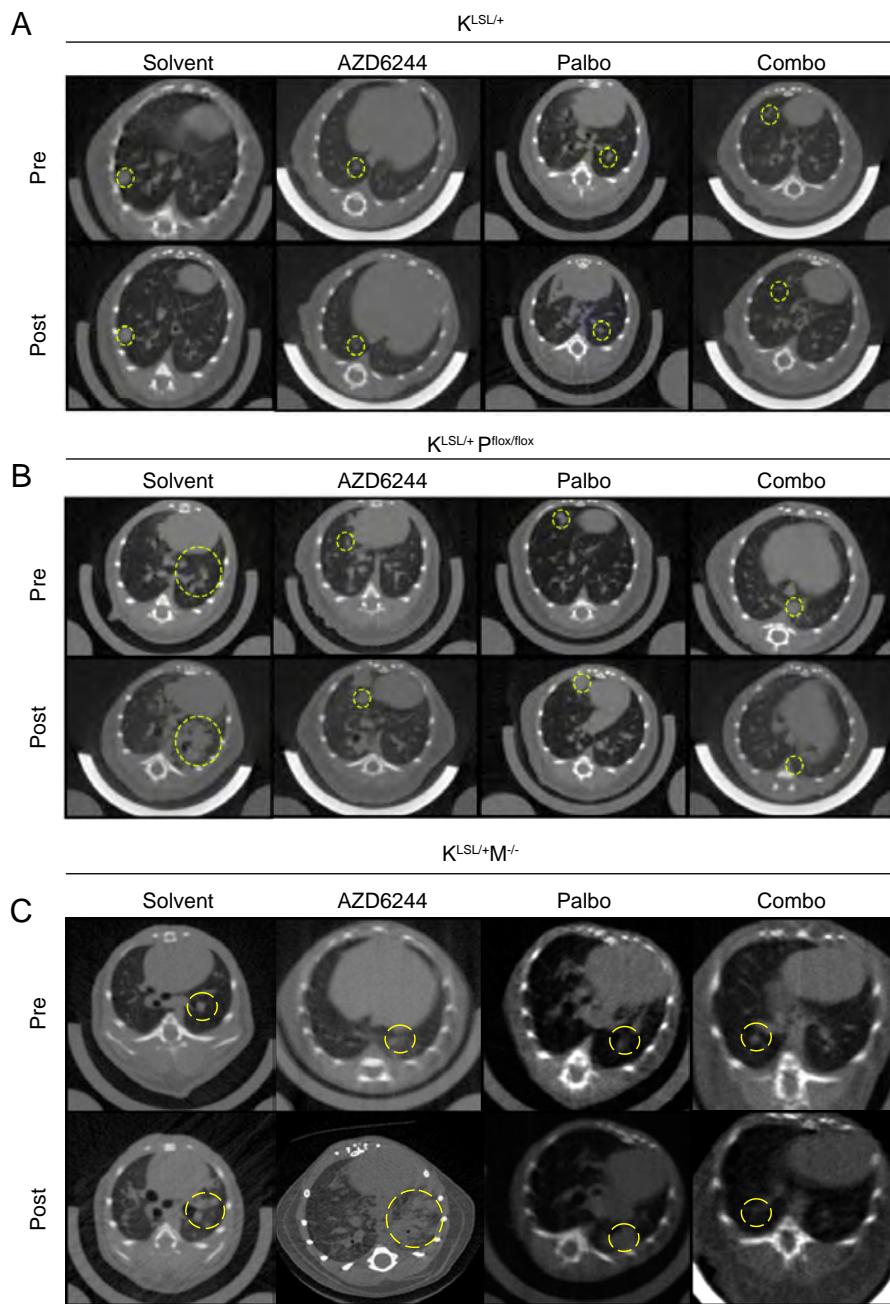 A
K^LSL/+
Solvent AZD6244 Palbo Combo
Pre
Post
K^LSL/+ P^flox/flox
B
Solvent AZD6244 Palbo Combo
Pre
Post
K^LSL/+M^-/-
C
Solvent AZD6244 Palbo Combo
Pre
Post